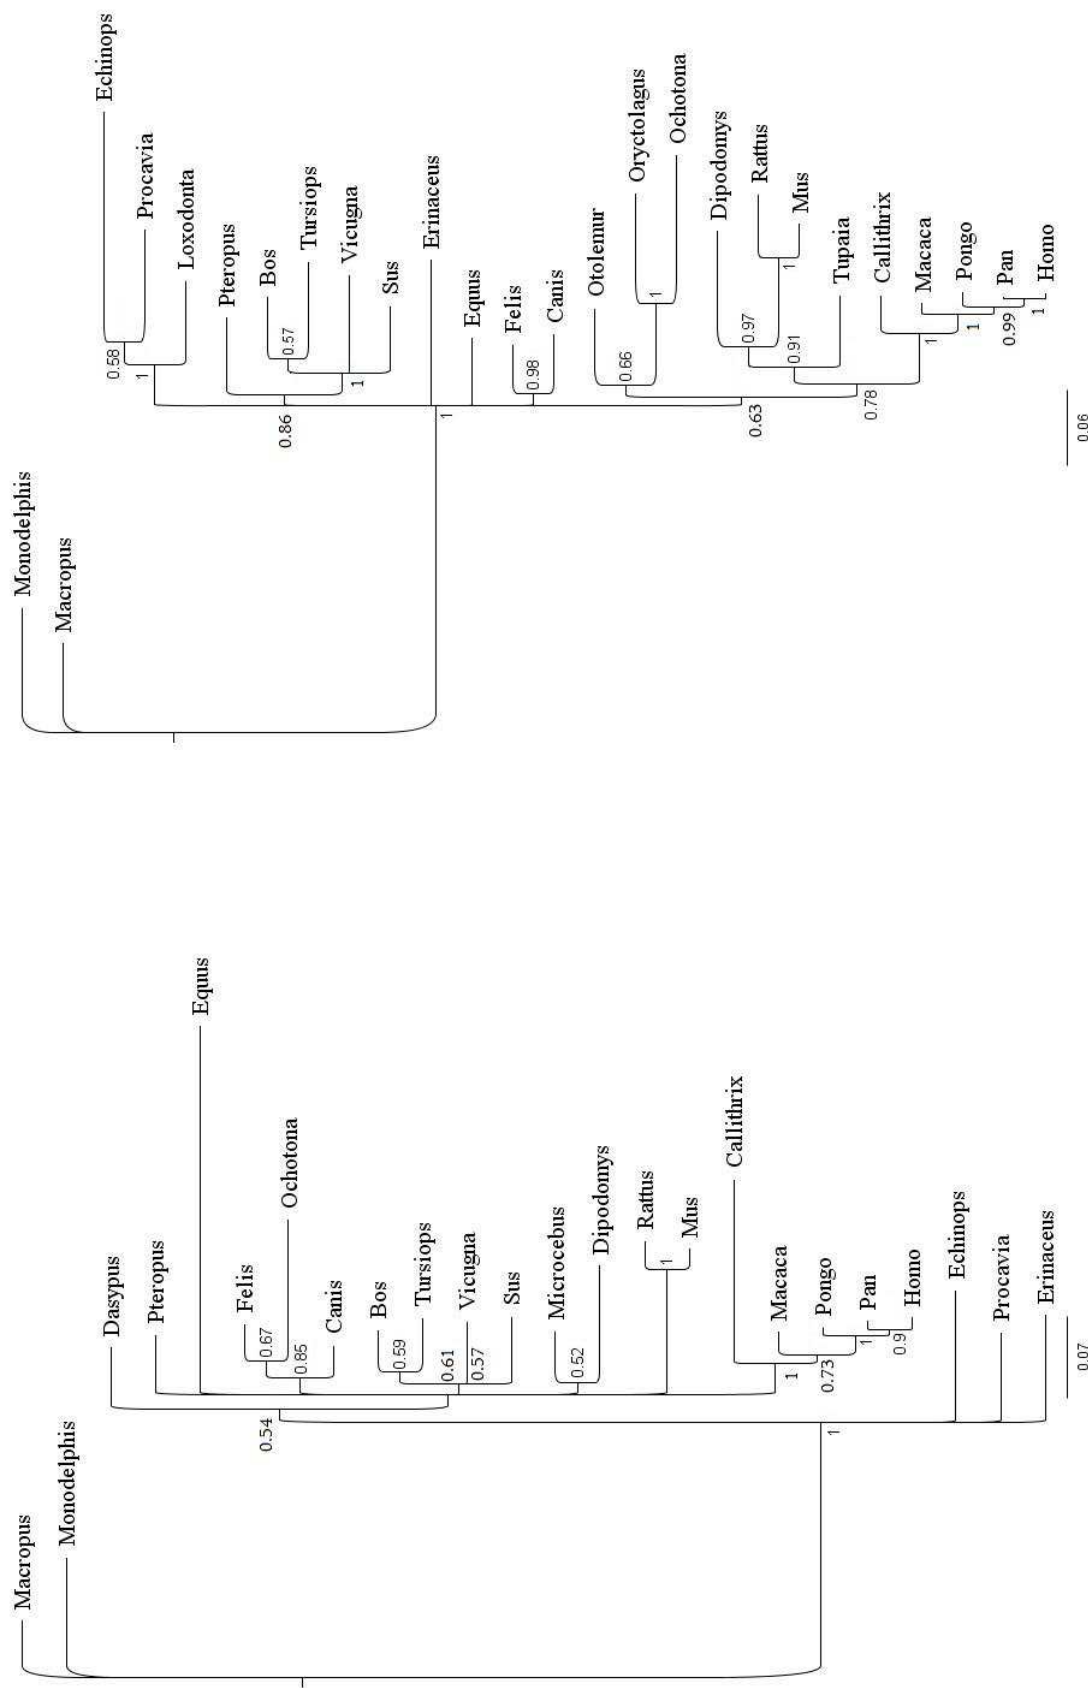 Echinops
Procavia
Loxodonta
Pteropus
Bos
Tursiops
Vicugna
Sus
Erinaceus
Equus
Felis
Canis
Otolemur
Oryctolagus
Ochotona
Dipodomys
Rattus
Mus
Tupaia
Callithrix
Macaca
Pongo
Pan
Homo
Monodelphis
Macropus
0.58
1
0.86
0.57
1
1
0.98
0.66
1
0.63
0.97
1
0.91
0.78
1
1
0.99
1
0.06
Macropus
Monodelphis
Dasypus
Pteropus
Equus
Felis
Ochotona
Canis
Bos
Tursiops
Vicugna
Sus
Microcebus
Dipodomys
Rattus
Mus
Callithrix
Macaca
Pongo
Pan
Homo
Echinops
Procavia
Erinaceus
0.54
0.67
0.85
0.59
0.61
0.57
0.52
1
1
0.73
1
0.9
1
0.07